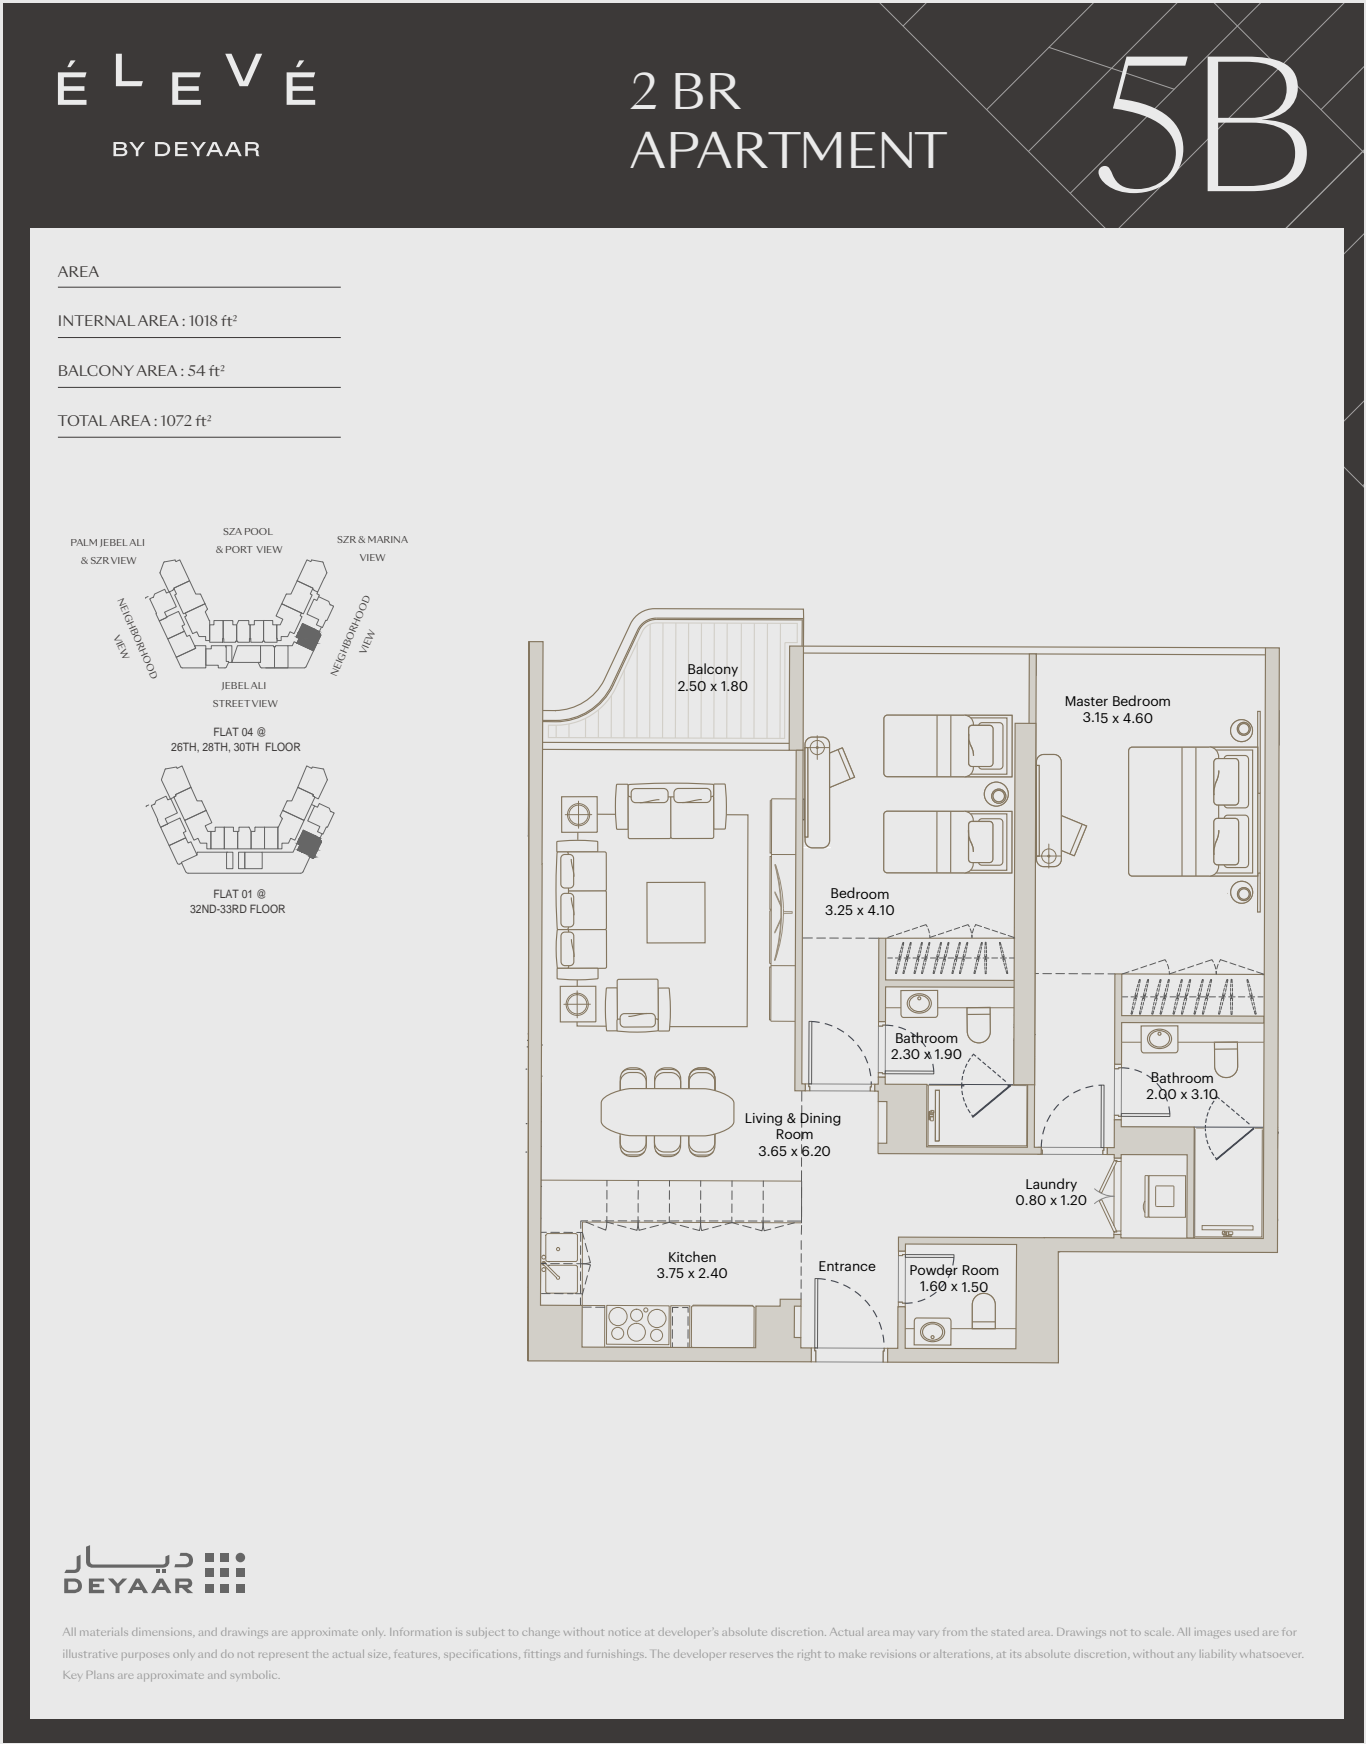 ÉLEVÉ
BY DEYAAR
2 BR
APARTMENT
5B
AREA
INTERNAL AREA : 1018 ft²
BALCONY AREA : 54 ft²
TOTAL AREA : 1072 ft²
PALM JEBEL ALI
& SZR VIEW
SZA POOL
& PORT VIEW
SZR & MARINA
VIEW
NEIGHBORHOOD
VIEW
NEIGHBORHOOD
VIEW
JEBEL ALI
STREET VIEW
FLAT 04 @
26TH, 28TH, 30TH FLOOR
FLAT 01 @
32ND-33RD FLOOR
Balcony
2.50 x 1.80
Master Bedroom
3.15 x 4.60
Bedroom
3.25 x 4.10
Bathroom
2.30 x 1.90
Bathroom
2.00 x 3.10
Living & Dining
Room
3.65 x 6.20
Laundry
0.80 x 1.20
Kitchen
3.75 x 2.40
Entrance
Powder Room
1.60 x 1.50
ديار
DEYAAR
All materials dimensions, and drawings are approximate only. Information is subject to change without notice at developer's absolute discretion. Actual area may vary from the stated area. Drawings not to scale. All images used are for
illustrative purposes only and do not represent the actual size, features, specifications, fittings and furnishings. The developer reserves the right to make revisions or alterations, at its absolute discretion, without any liability whatsoever.
Key Plans are approximate and symbolic.